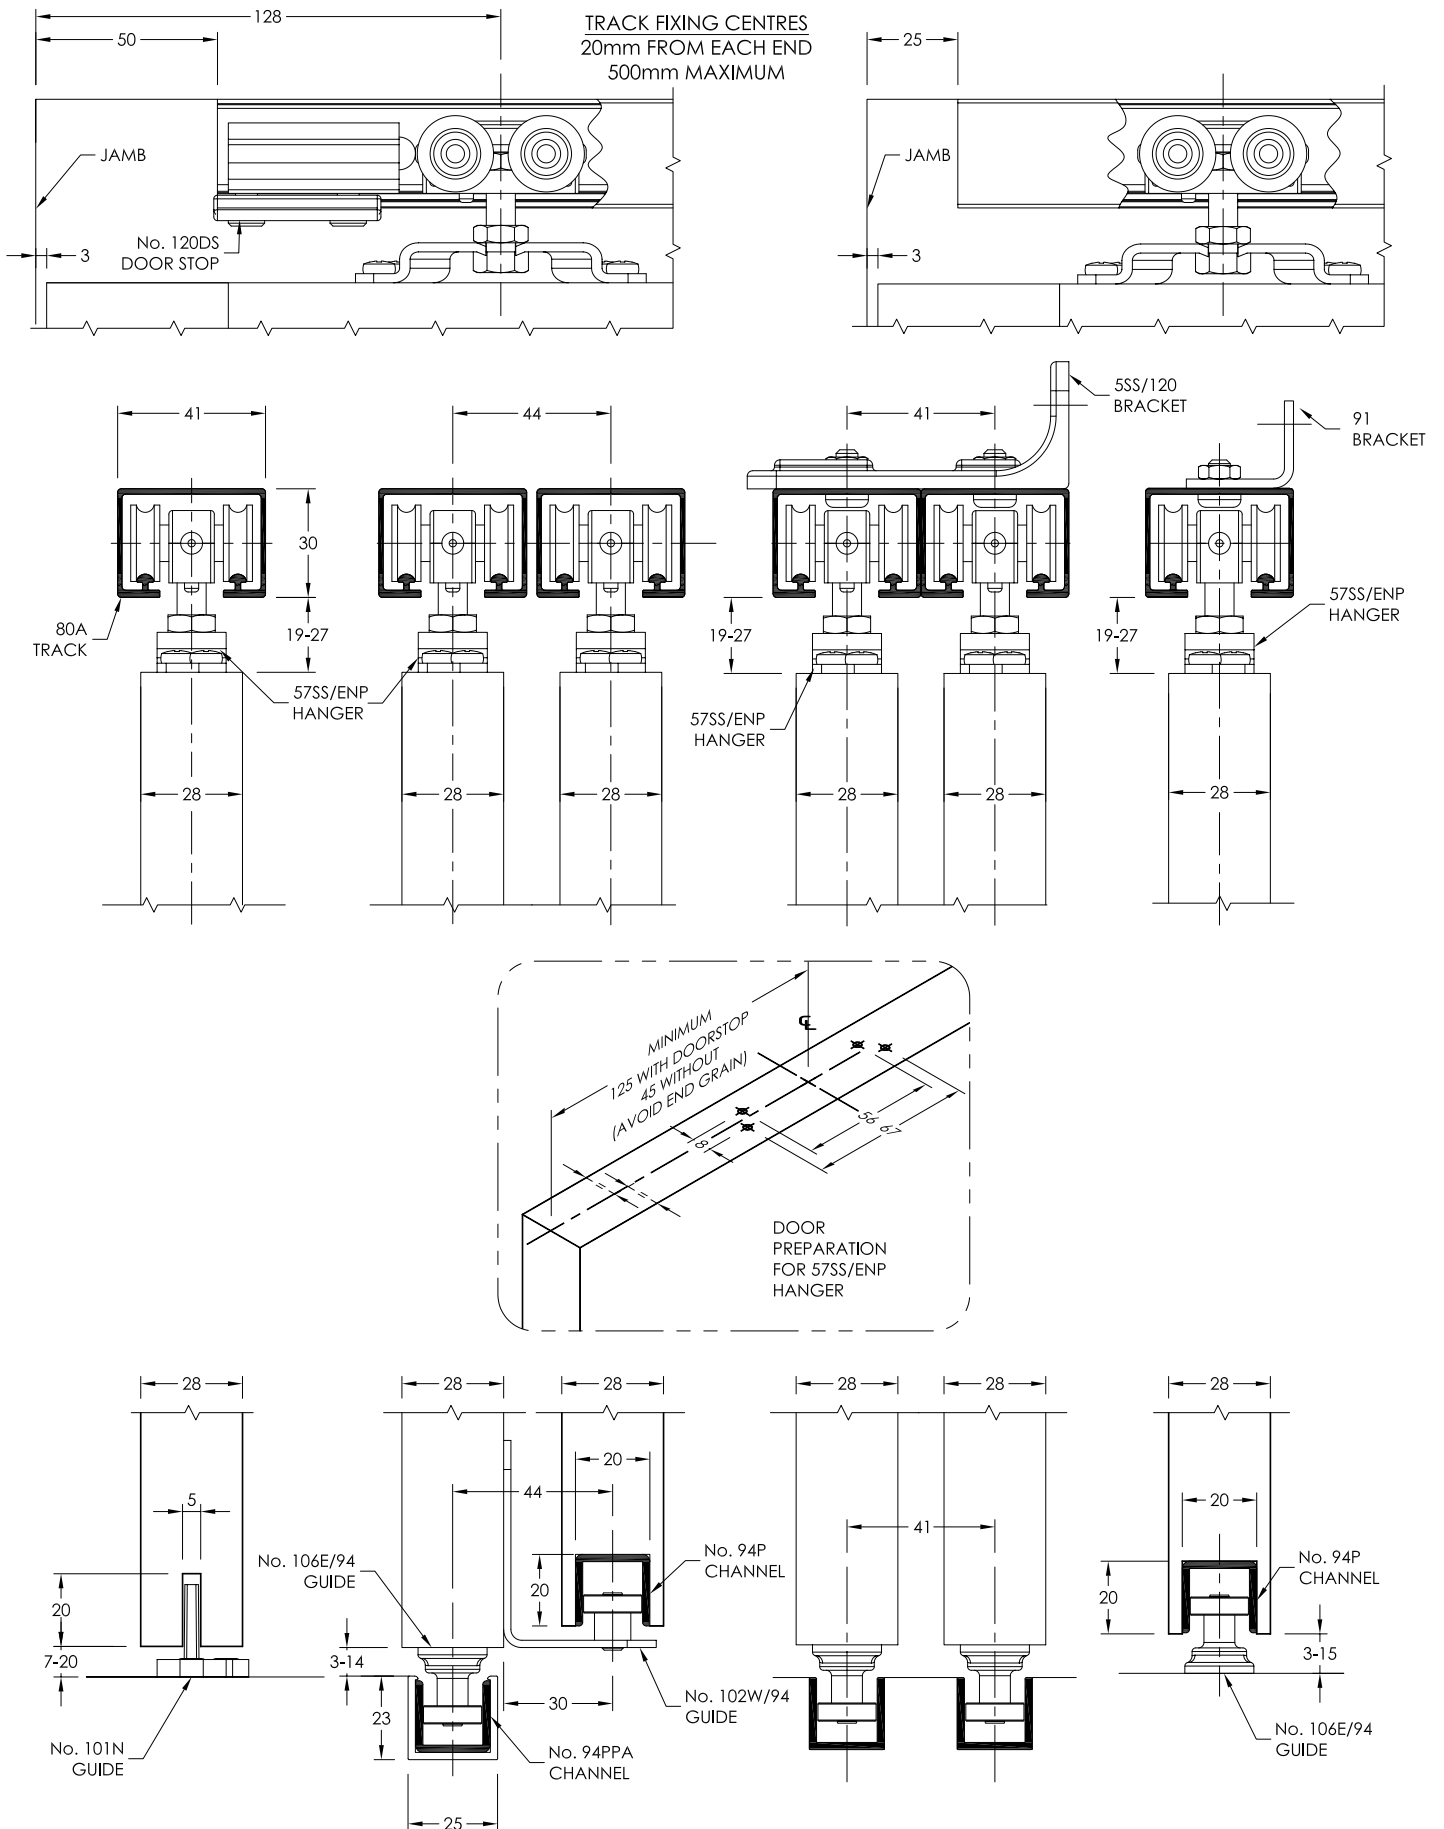 128
TRACK FIXING CENTRES
20mm FROM EACH END
500mm MAXIMUM
50
25
JAMB
JAMB
No. 120DS
DOOR STOP
3
3
5SS/120
BRACKET
91
BRACKET
41
44
41
30
80A
TRACK
19-27
19-27
19-27
57SS/ENP
HANGER
57SS/ENP
HANGER
57SS/ENP
HANGER
28
28
28
28
28
28
MINIMUM
125 WITH DOORSTOP
45 WITHOUT
(AVOID END GRAIN)
CL
56
67
8
=
=
DOOR
PREPARATION
FOR 57SS/ENP
HANGER
28
28
28
28
28
28
20
20
5
44
41
No. 106E/94
GUIDE
No. 94P
CHANNEL
No. 94P
CHANNEL
20
20
20
7-20
3-14
3-15
30
23
No. 102W/94
GUIDE
No. 101N
GUIDE
No. 94PPA
CHANNEL
No. 106E/94
GUIDE
25